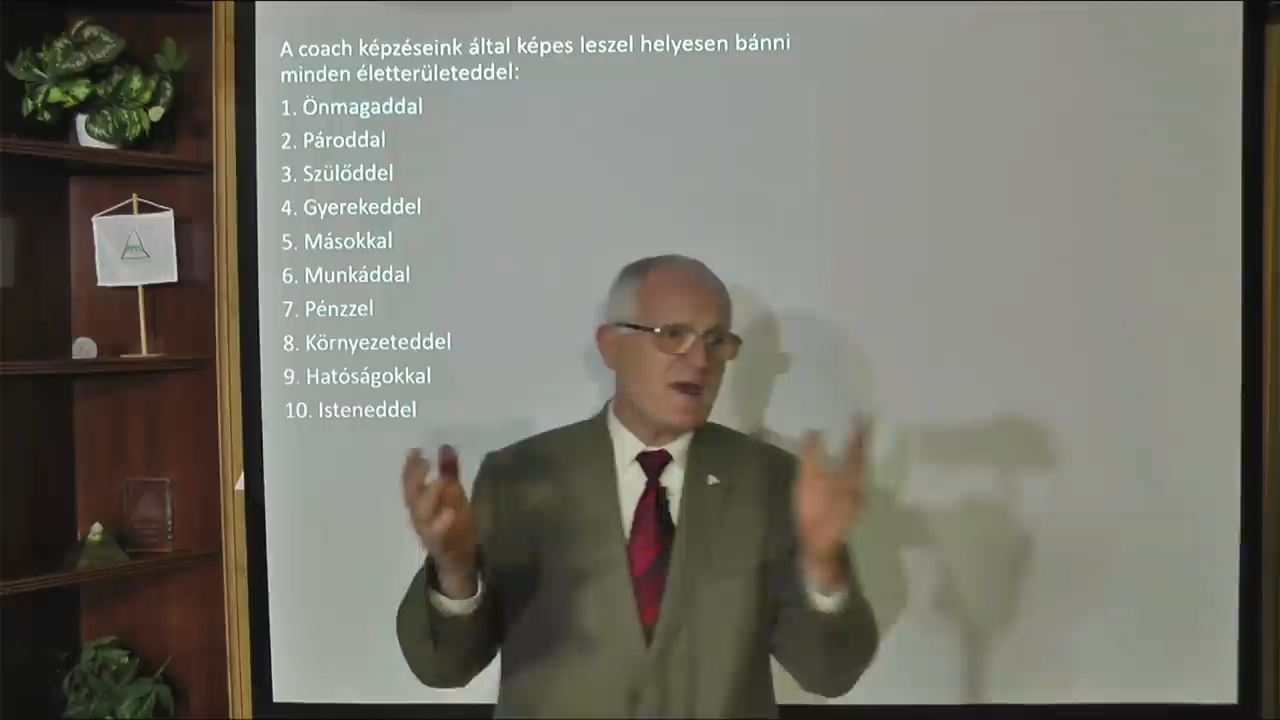 A coach képzéseink által képes leszel helyesen bánni
minden életterületeddel:
1. Önmagaddal
2. Pároddal
3. Szülőddel
4. Gyerekeddel
5. Másokkal
6. Munkáddal
7. Pénzzel
8. Környezeteddel
9. Hatóságokkal
10. Isteneddel